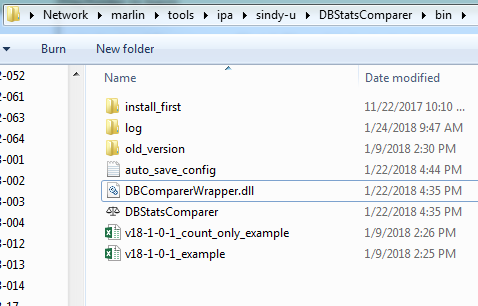 Network marlin tools ipa sindy-u DBStatsComparer bin
Burn New folder
Name Date modified
2-052
2-061
2-063
2-064
3-001
3-002
3-003
3-004
3-008
3-012
3-013
3-014
3-17
install_first 11/22/2017 10:10 ...
log 1/24/2018 9:47 AM
old_version 1/9/2018 2:30 PM
auto_save_config 1/22/2018 4:44 PM
DBComparerWrapper.dll 1/22/2018 4:35 PM
DBStatsComparer 1/22/2018 4:35 PM
v18-1-0-1_count_only_example 1/9/2018 2:26 PM
v18-1-0-1_example 1/9/2018 2:25 PM